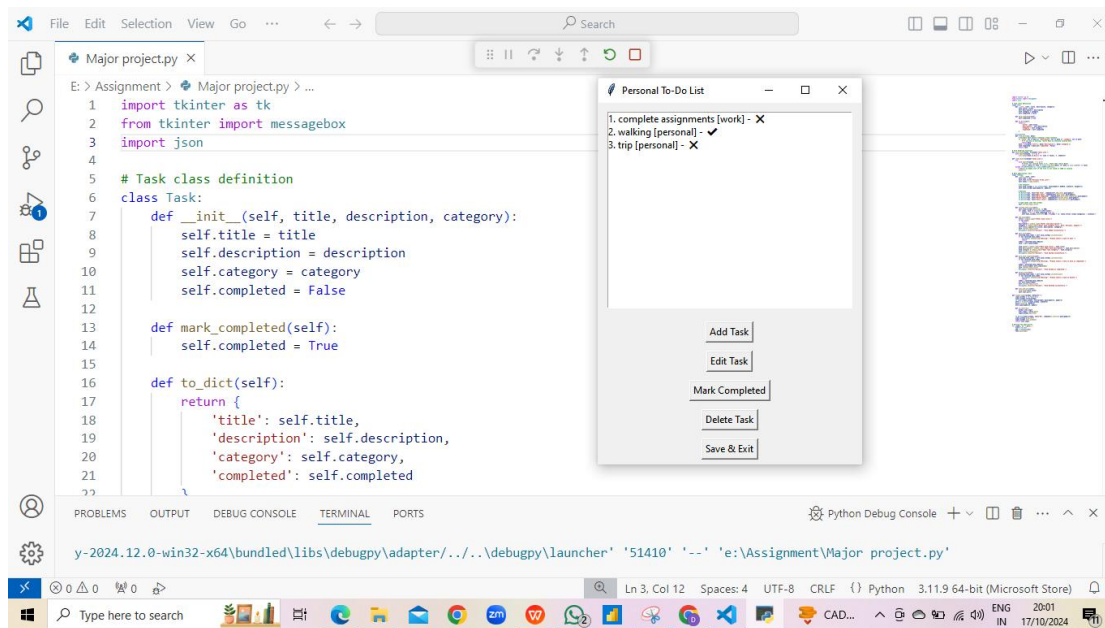 File Edit Selection View Go ... Search
Major project.py
E: > Assignment > Major project.py > ...
1 import tkinter as tk
2 from tkinter import messagebox
3 import json
4
5 # Task class definition
6 class Task:
7 def __init__(self, title, description, category):
8 self.title = title
9 self.description = description
10 self.category = category
11 self.completed = False
12
13 def mark_completed(self):
14 self.completed = True
15
16 def to_dict(self):
17 return {
18 'title': self.title,
19 'description': self.description,
20 'category': self.category,
21 'completed': self.completed
22 }
Personal To-Do List
1. complete assignments [work] - ✕
2. walking [personal] - ✔
3. trip [personal] - ✕
Add Task
Edit Task
Mark Completed
Delete Task
Save & Exit
1
PROBLEMS OUTPUT DEBUG CONSOLE TERMINAL PORTS Python Debug Console
y-2024.12.0-win32-x64\bundled\libs\debugpy\adapter/../..\debugpy\launcher' '51410' '--' 'e:\Assignment\Major project.py'
0 0 0 Ln 3, Col 12 Spaces: 4 UTF-8 CRLF {} Python 3.11.9 64-bit (Microsoft Store)
Type here to search zm W 2 CAD... ENG IN 20:01 17/10/2024 11